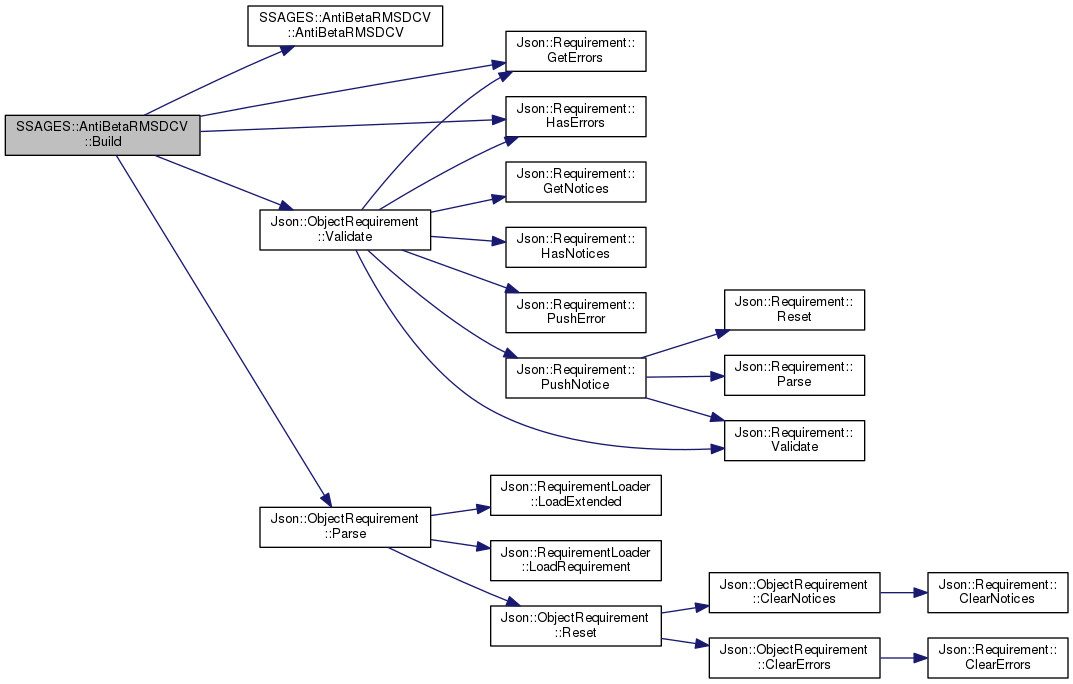 SSAGES::AntiBetaRMSDCV
::Build
SSAGES::AntiBetaRMSDCV
::AntiBetaRMSDCV
Json::Requirement::
GetErrors
Json::Requirement::
HasErrors
Json::ObjectRequirement
::Validate
Json::Requirement::
GetNotices
Json::Requirement::
HasNotices
Json::Requirement::
PushError
Json::Requirement::
PushNotice
Json::Requirement::
Reset
Json::Requirement::
Parse
Json::Requirement::
Validate
Json::ObjectRequirement
::Parse
Json::RequirementLoader
::LoadExtended
Json::RequirementLoader
::LoadRequirement
Json::ObjectRequirement
::Reset
Json::ObjectRequirement
::ClearNotices
Json::Requirement::
ClearNotices
Json::ObjectRequirement
::ClearErrors
Json::Requirement::
ClearErrors